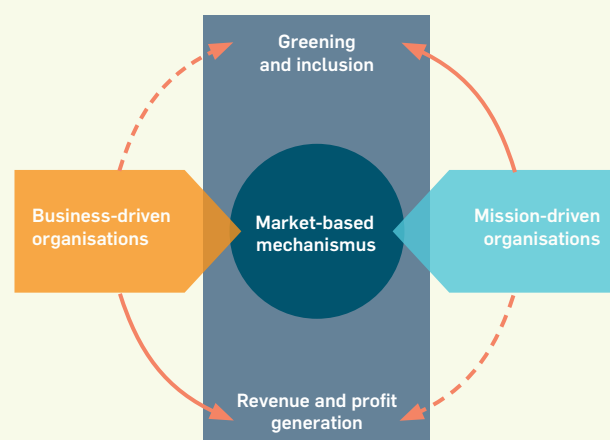 Greening
and inclusion
Business-driven
organisations
Market-based
mechanismus
Mission-driven
organisations
Revenue and profit
generation